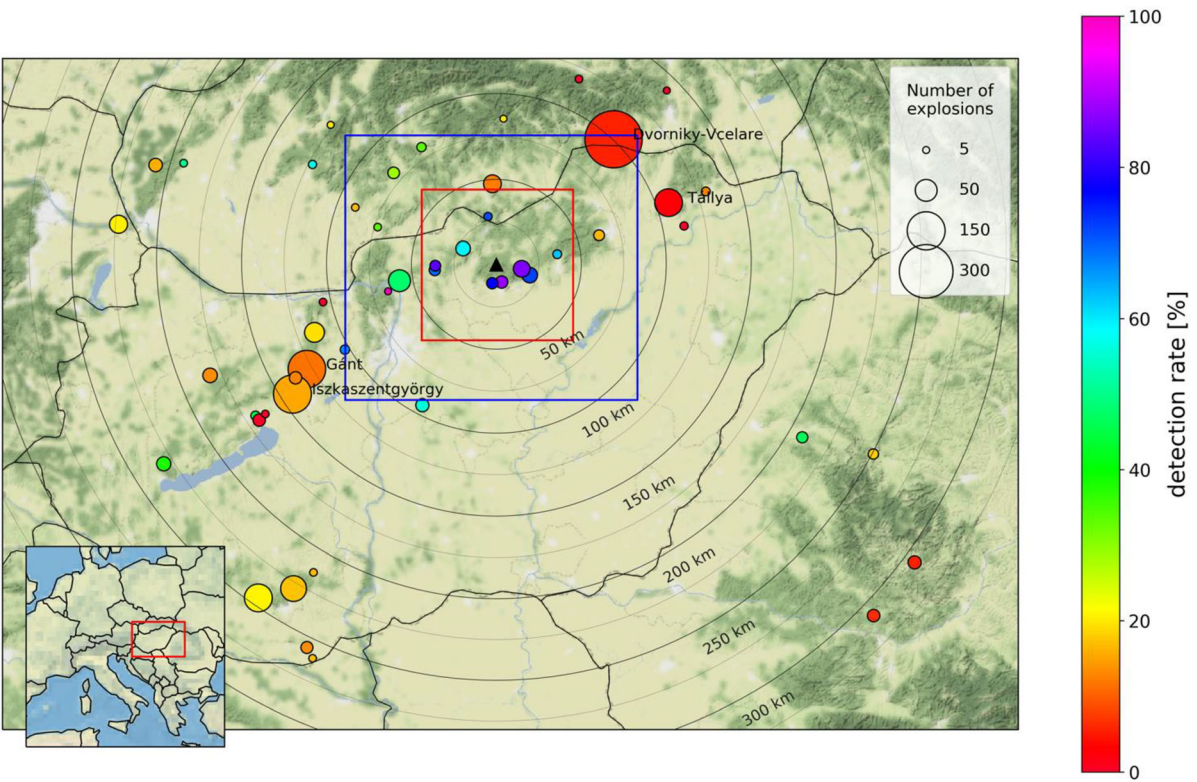 100
Number of
explosions
5
50
150
300
Dvorniky-Vcelare
Tállya
80
60
50 km
Gánt
Iszkaszentgyörgy
100 km
40
150 km
200 km
20
250 km
300 km
0
detection rate [%]